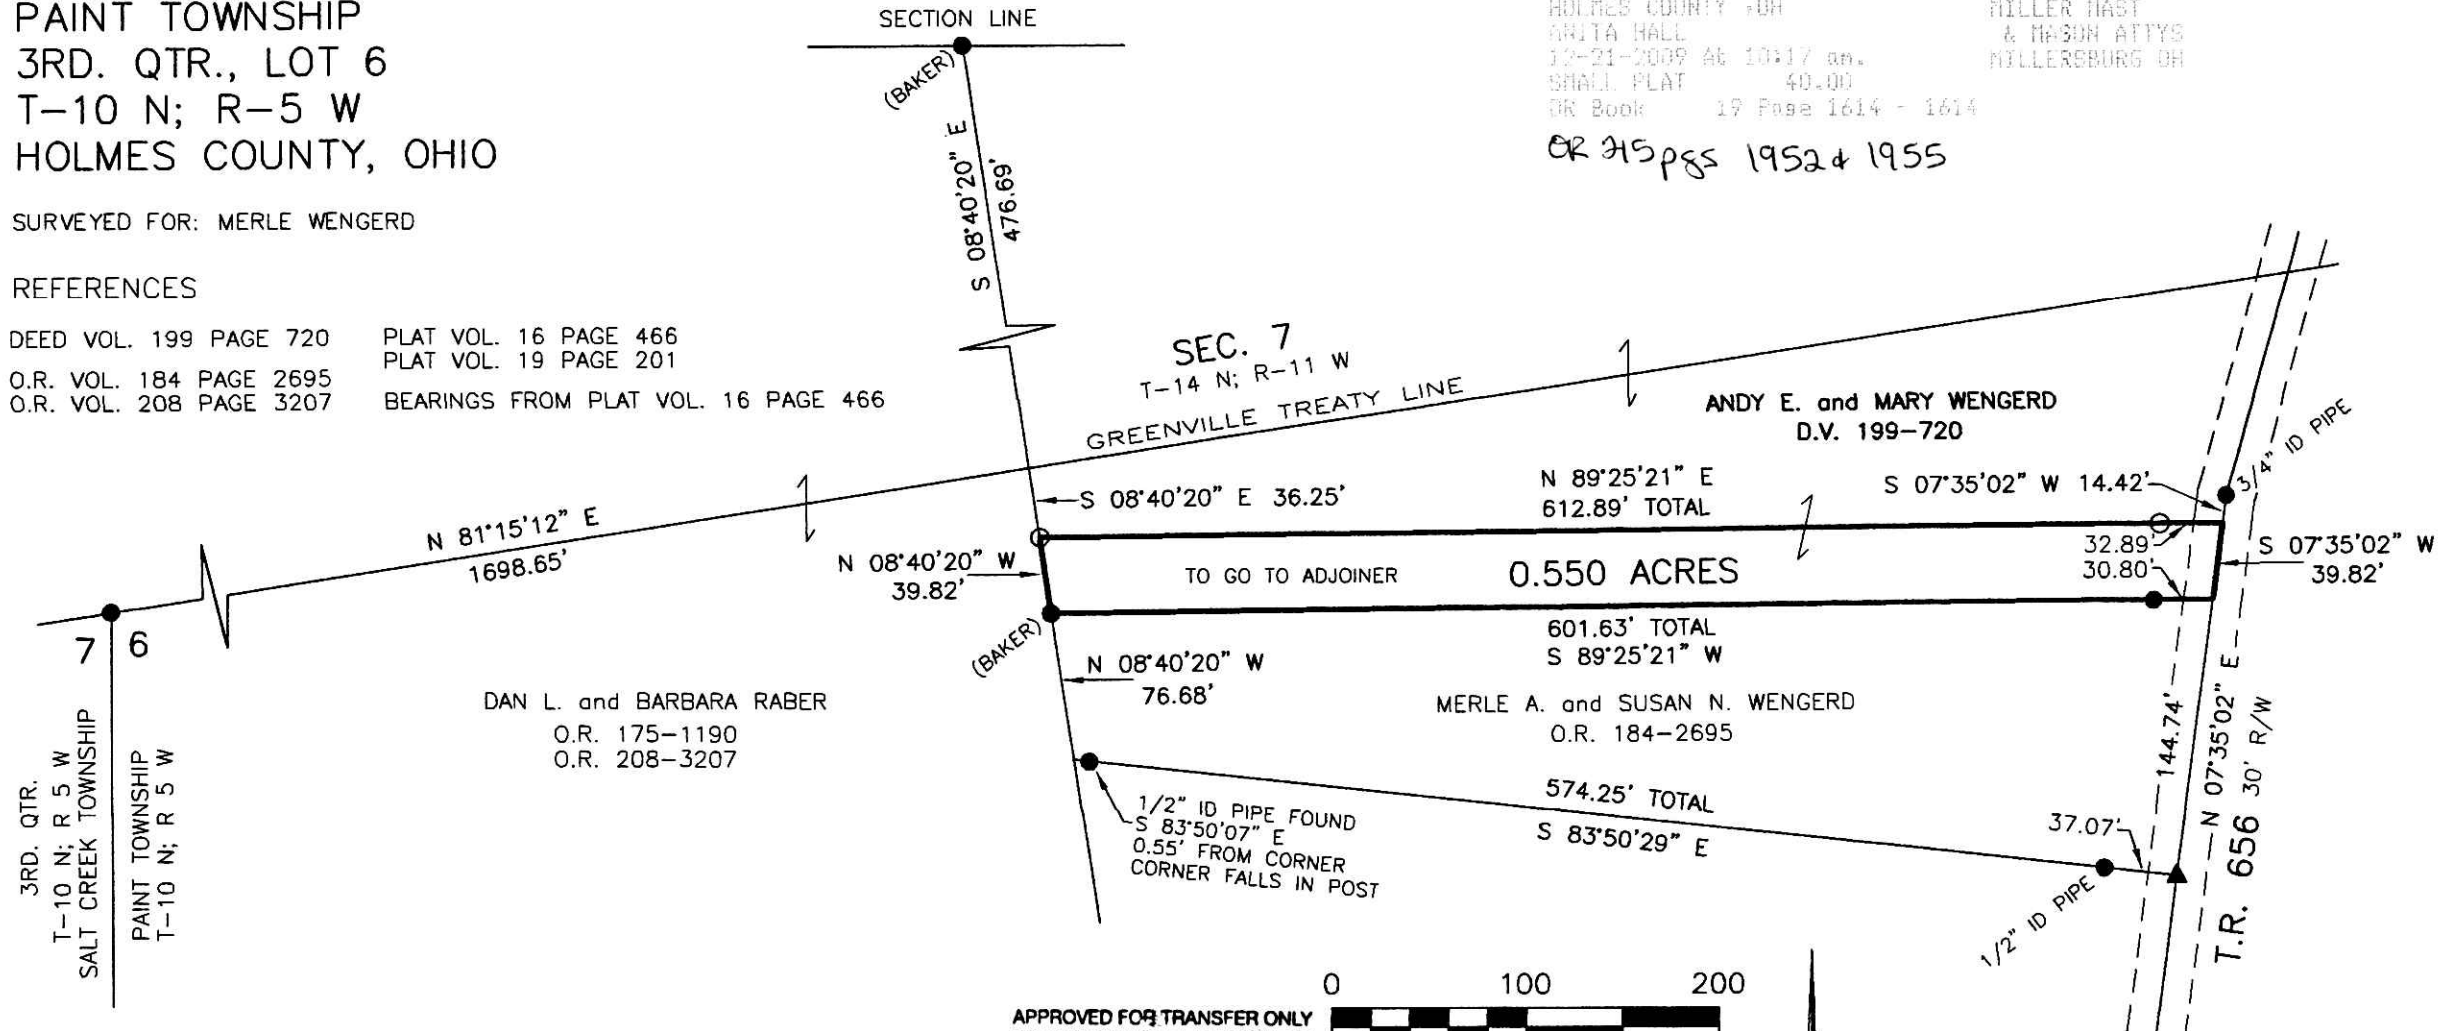 PAINT TOWNSHIP
3RD. QTR., LOT 6
T-10 N; R-5 W
HOLMES COUNTY, OHIO
SURVEYED FOR: MERLE WENGERD
REFERENCES
DEED VOL. 199 PAGE 720
O.R. VOL. 184 PAGE 2695
O.R. VOL. 208 PAGE 3207
PLAT VOL. 16 PAGE 466
PLAT VOL. 19 PAGE 201
BEARINGS FROM PLAT VOL. 16 PAGE 466
SECTION LINE
(BAKER)
S 08°40'20" E
476.69'
HOLMES COUNTY OH
ANITA HALL
12-21-2009 At 10:17 am.
SMALL PLAT 40.00
OR Book 19 Page 1614 - 1614
MILLER MAST
& MASON ATTYS
MILLERSBURG OH
OR 215 pgs 1952 & 1955
SEC. 7
T-14 N; R-11 W
GREENVILLE TREATY LINE
ANDY E. and MARY WENGERD
D.V. 199-720
3/4" ID PIPE
S 08°40'20" E 36.25'
N 89°25'21" E
612.89' TOTAL
S 07°35'02" W 14.42'
N 81°15'12" E
1698.65'
N 08°40'20" W
39.82'
TO GO TO ADJOINER
0.550 ACRES
32.89'
30.80'
S 07°35'02" W
39.82'
7 6
(BAKER)
N 08°40'20" W
76.68'
601.63' TOTAL
S 89°25'21" W
DAN L. and BARBARA RABER
O.R. 175-1190
O.R. 208-3207
MERLE A. and SUSAN N. WENGERD
O.R. 184-2695
144.74'
N 07°35'02" E
30' R/W
T.R. 656
3RD. QTR.
T-10 N; R 5 W
SALT CREEK TOWNSHIP
PAINT TOWNSHIP
T-10 N; R 5 W
1/2" ID PIPE FOUND
S 83°50'07" E
0.55' FROM CORNER
CORNER FALLS IN POST
574.25' TOTAL
S 83°50'29" E
37.07'
1/2" ID PIPE
0 100 200
APPROVED FOR TRANSFER ONLY